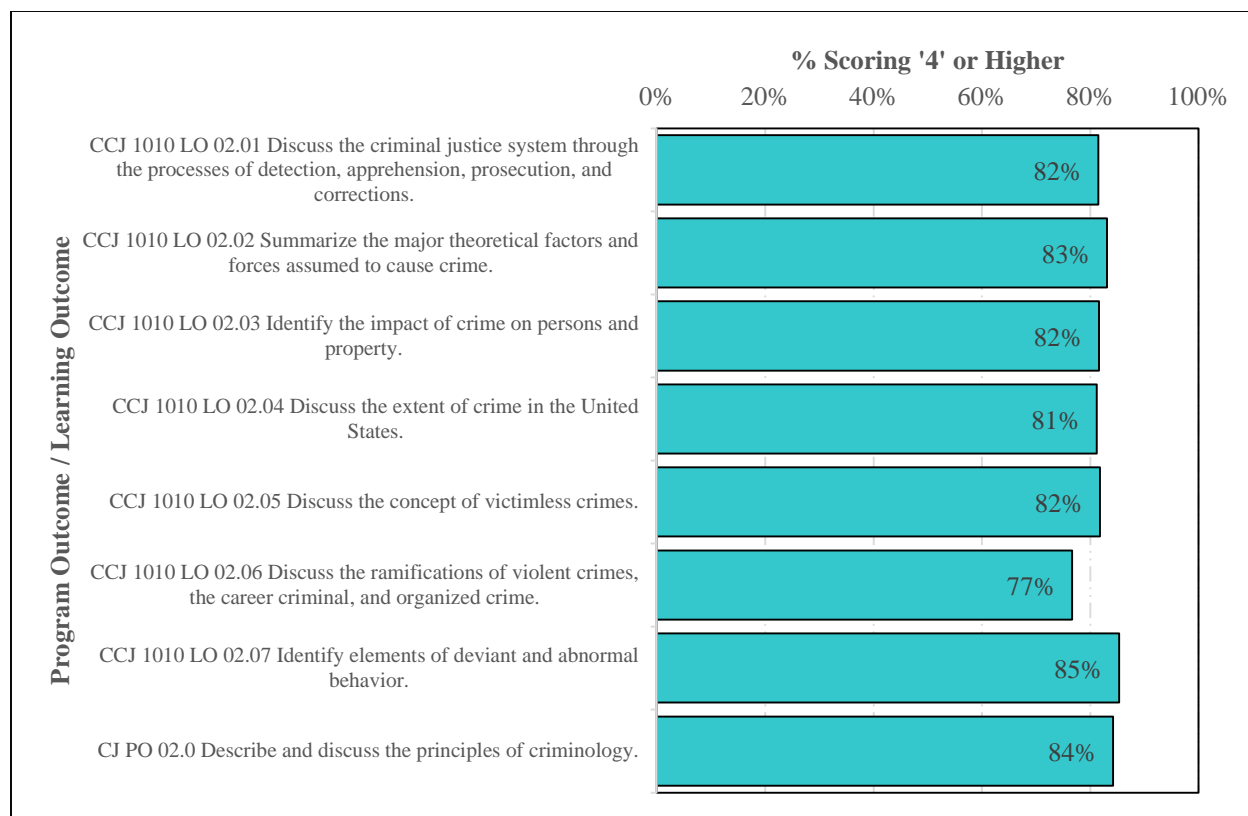 % Scoring '4' or Higher
0% 20% 40% 60% 80% 100%
Program Outcome / Learning Outcome
CCJ 1010 LO 02.01 Discuss the criminal justice system through
the processes of detection, apprehension, prosecution, and
corrections.
82%
CCJ 1010 LO 02.02 Summarize the major theoretical factors and
forces assumed to cause crime.
83%
CCJ 1010 LO 02.03 Identify the impact of crime on persons and
property.
82%
CCJ 1010 LO 02.04 Discuss the extent of crime in the United
States.
81%
CCJ 1010 LO 02.05 Discuss the concept of victimless crimes.
82%
CCJ 1010 LO 02.06 Discuss the ramifications of violent crimes,
the career criminal, and organized crime.
77%
CCJ 1010 LO 02.07 Identify elements of deviant and abnormal
behavior.
85%
CJ PO 02.0 Describe and discuss the principles of criminology.
84%